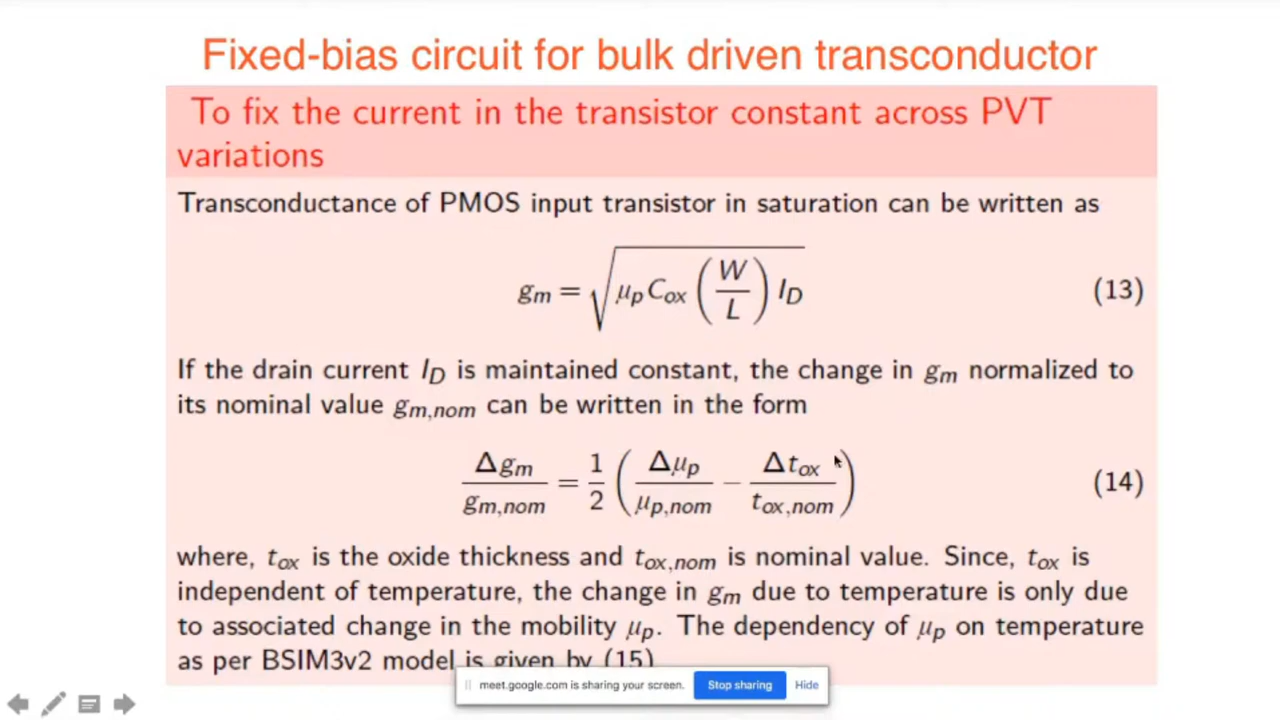 Fixed-bias circuit for bulk driven transconductor
To fix the current in the transistor constant across PVT
variations
Transconductance of PMOS input transistor in saturation can be written as
g_m = √(μ_p C_ox (W/L) I_D) (13)
If the drain current I_D is maintained constant, the change in g_m normalized to
its nominal value g_m,nom can be written in the form
Δg_m/g_m,nom = 1/2 (Δμ_p/μ_p,nom − Δt_ox/t_ox,nom) (14)
where, t_ox is the oxide thickness and t_ox,nom is nominal value. Since, t_ox is
independent of temperature, the change in g_m due to temperature is only due
to associated change in the mobility μ_p. The dependency of μ_p on temperature
as per BSIM3v2 model is given by (15)
meet.google.com is sharing your screen. Stop sharing Hide